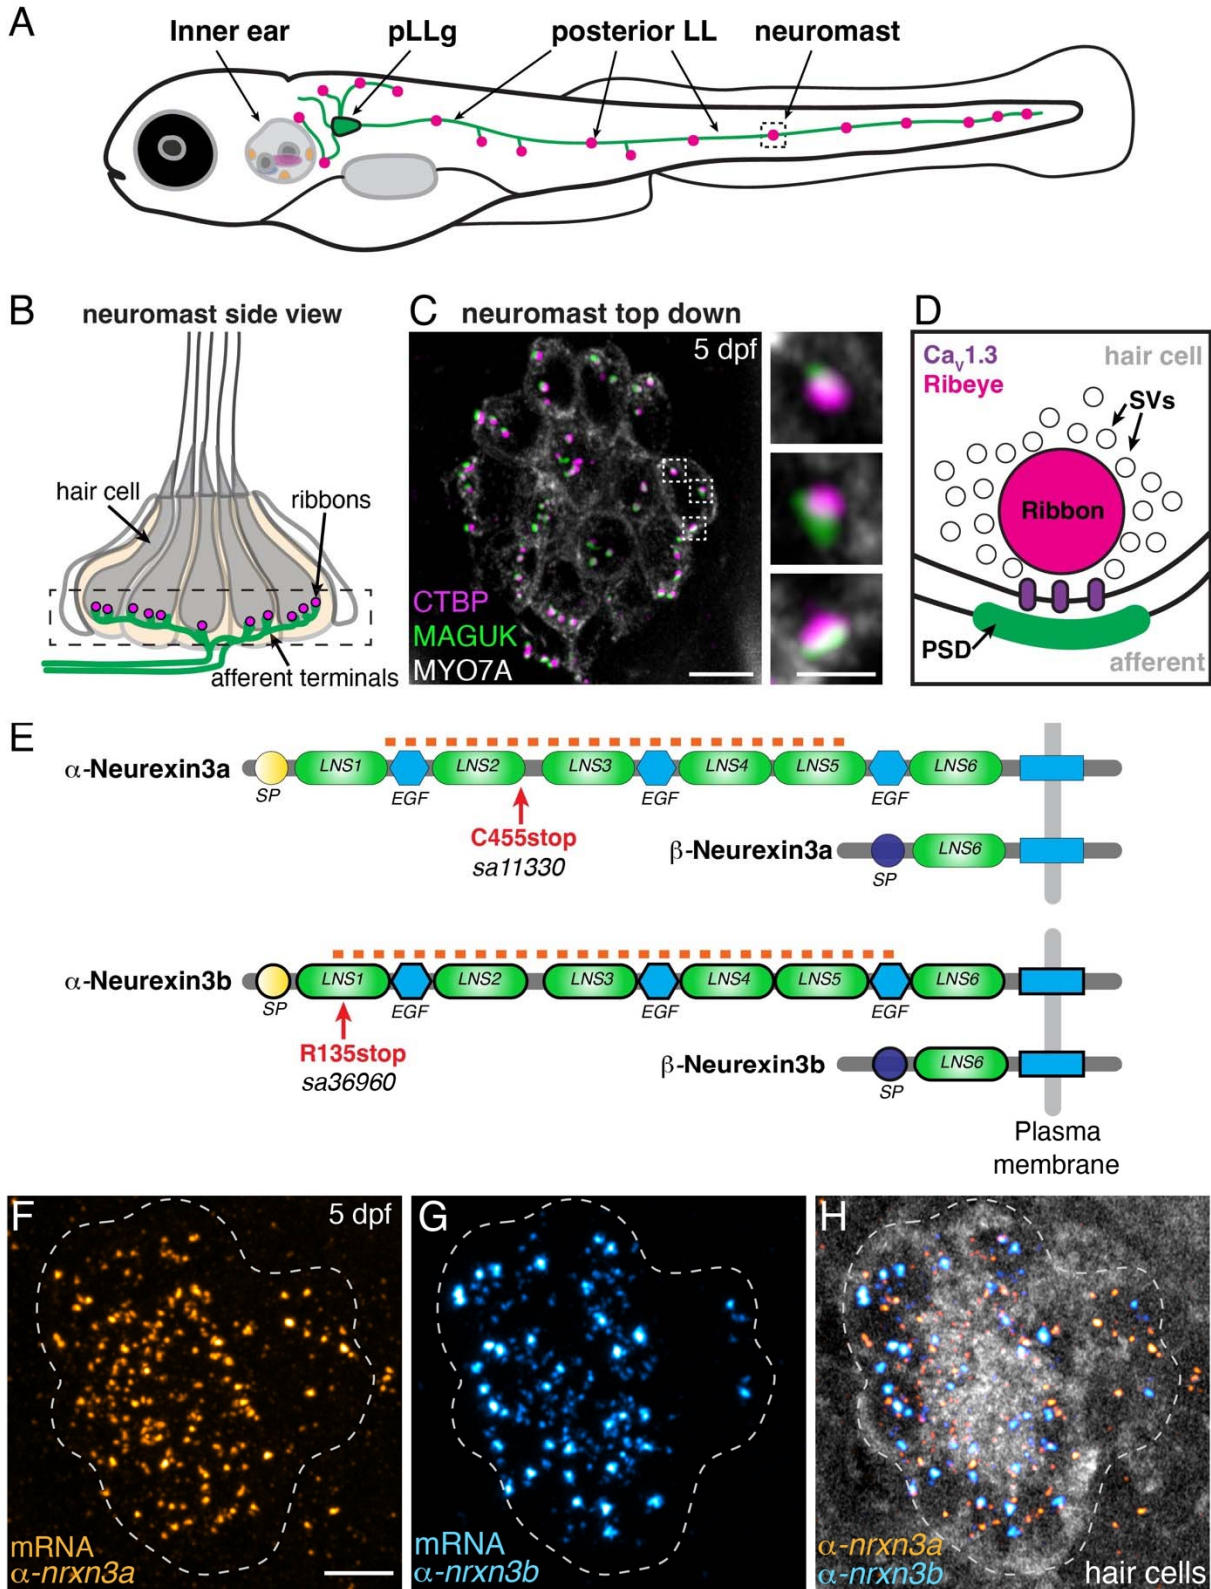 A
Inner ear
pLLg
posterior LL
neuromast
B
neuromast side view
hair cell
ribbons
afferent terminals
C
neuromast top down
5 dpf
CTBP
MAGUK
MYO7A
D
CaV1.3
Ribeye
hair cell
SVs
Ribbon
PSD
afferent
E
α-Neurexin3a
SP
LNS1
EGF
LNS2
LNS3
EGF
LNS4
LNS5
EGF
LNS6
C455stop
sa11330
β-Neurexin3a
SP
LNS6
α-Neurexin3b
SP
LNS1
EGF
LNS2
LNS3
EGF
LNS4
LNS5
EGF
LNS6
R135stop
sa36960
β-Neurexin3b
SP
LNS6
Plasma
membrane
F
5 dpf
mRNA
α-nrxn3a
G
mRNA
α-nrxn3b
H
α-nrxn3a
α-nrxn3b
hair cells